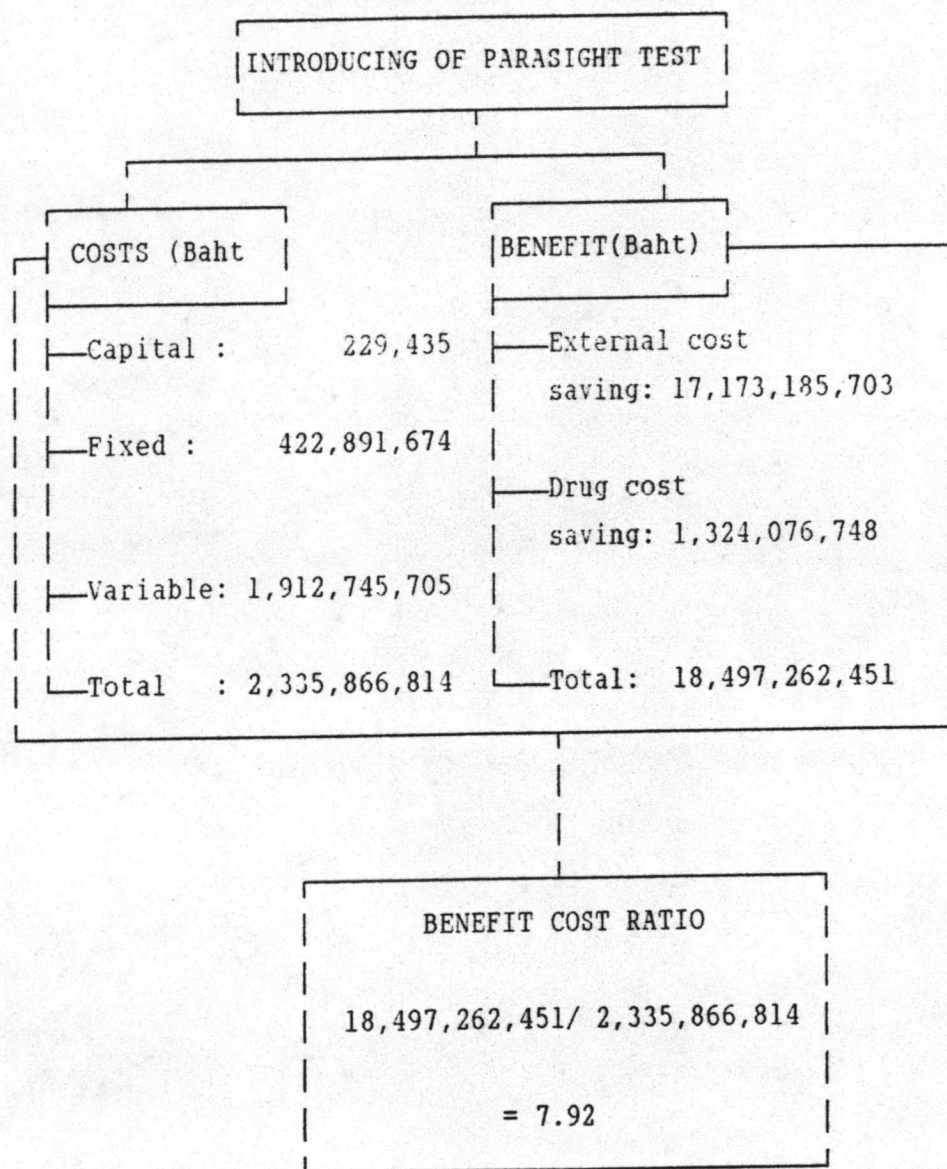 INTRODUCING OF PARASIGHT TEST
COSTS (Baht
Capital : 229,435
Fixed : 422,891,674
Variable: 1,912,745,705
Total : 2,335,866,814
BENEFIT(Baht)
External cost
saving: 17,173,185,703
Drug cost
saving: 1,324,076,748
Total: 18,497,262,451
BENEFIT COST RATIO
18,497,262,451/ 2,335,866,814
= 7.92